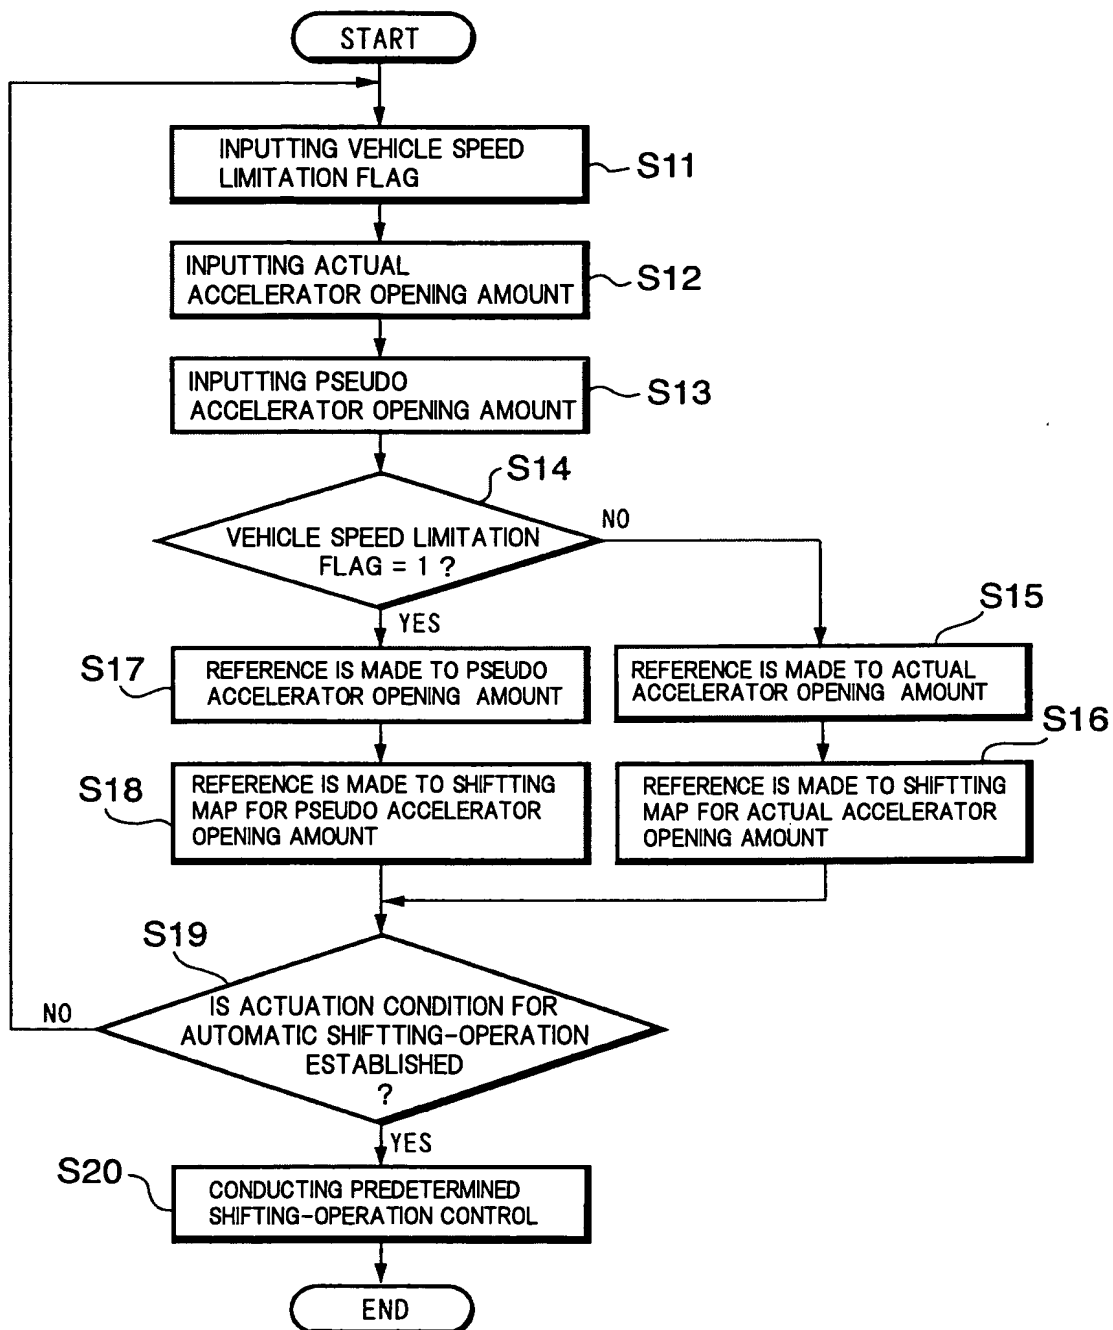 START
INPUTTING VEHICLE SPEED
LIMITATION FLAG
S11
INPUTTING ACTUAL
ACCELERATOR OPENING AMOUNT
S12
INPUTTING PSEUDO
ACCELERATOR OPENING AMOUNT
S13
S14
VEHICLE SPEED LIMITATION
FLAG = 1 ?
NO
YES
S15
S17
REFERENCE IS MADE TO PSEUDO
ACCELERATOR OPENING AMOUNT
REFERENCE IS MADE TO ACTUAL
ACCELERATOR OPENING AMOUNT
S16
S18
REFERENCE IS MADE TO SHIFTTING
MAP FOR PSEUDO ACCELERATOR
OPENING AMOUNT
REFERENCE IS MADE TO SHIFTTING
MAP FOR ACTUAL ACCELERATOR
OPENING AMOUNT
S19
NO
IS ACTUATION CONDITION FOR
AUTOMATIC SHIFTTING-OPERATION
ESTABLISHED
?
YES
S20
CONDUCTING PREDETERMINED
SHIFTING-OPERATION CONTROL
END